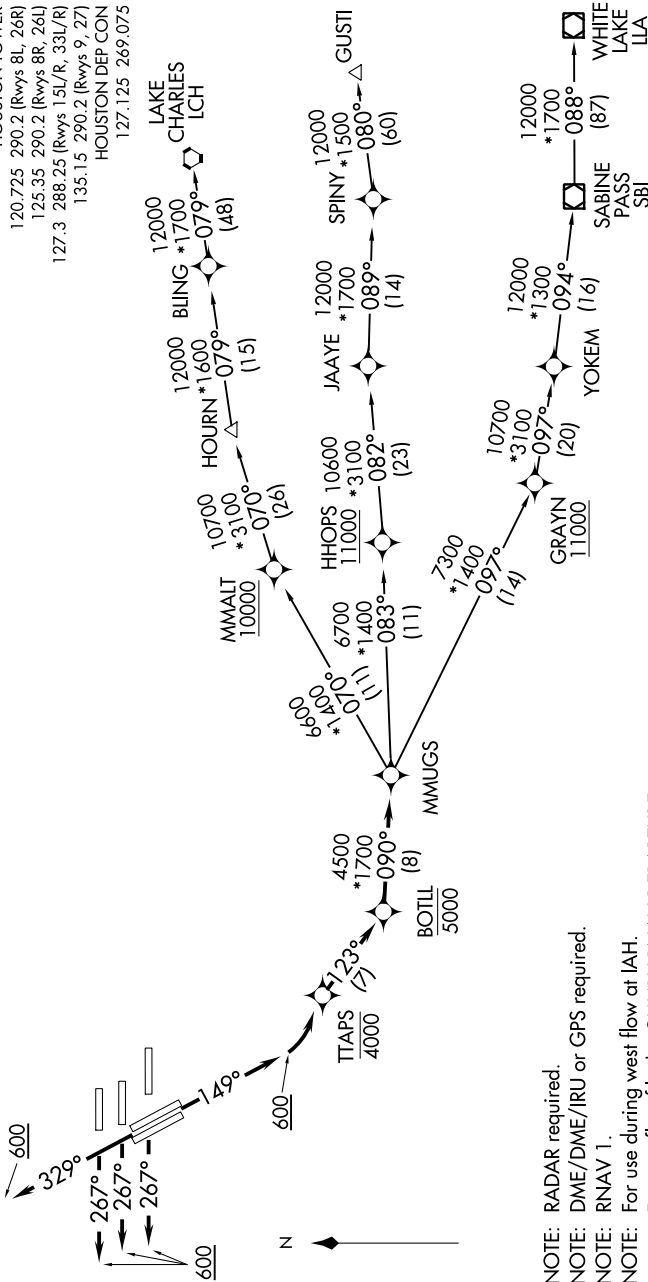 120.725 290.2 (Rwys 8L, 26R)
125.35 290.2 (Rwys 8R, 26L)
127.3 288.25 (Rwys 15L/R, 33L/R)
135.15 290.2 (Rwys 9, 27)
HOUSTON DEP CON
127.125 269.075
LAKE
CHARLES
LCH
12000
*1700
079°
(48)
BLING
12000
*1600
079°
(15)
HOURN
10700
*3100
070°
(26)
MMALT
10000
6600
*1400
070°
(11)
GUSTI
12000
*1500
080°
(60)
SPINY
12000
*1700
089°
(14)
JAAYE
10600
*3100
082°
(23)
HHOPS
11000
6700
*1400
083°
(11)
WHITE
LAKE
LLA
12000
*1700
088°
(87)
SABINE
PASS
SBI
12000
*1300
094°
(16)
YOKEM
10700
*3100
097°
(20)
GRAYN
11000
7300
*1400
097°
(14)
MMUGS
4500
*1700
090°
(8)
BOTLL
5000
123°
(7)
TTAPS
4000
149°
600
600
329°
267°
267°
267°
600
N
NOTE: RADAR required.
NOTE: DME/DME/IRU or GPS required.
NOTE: RNAV 1.
NOTE: For use during west flow at IAH.